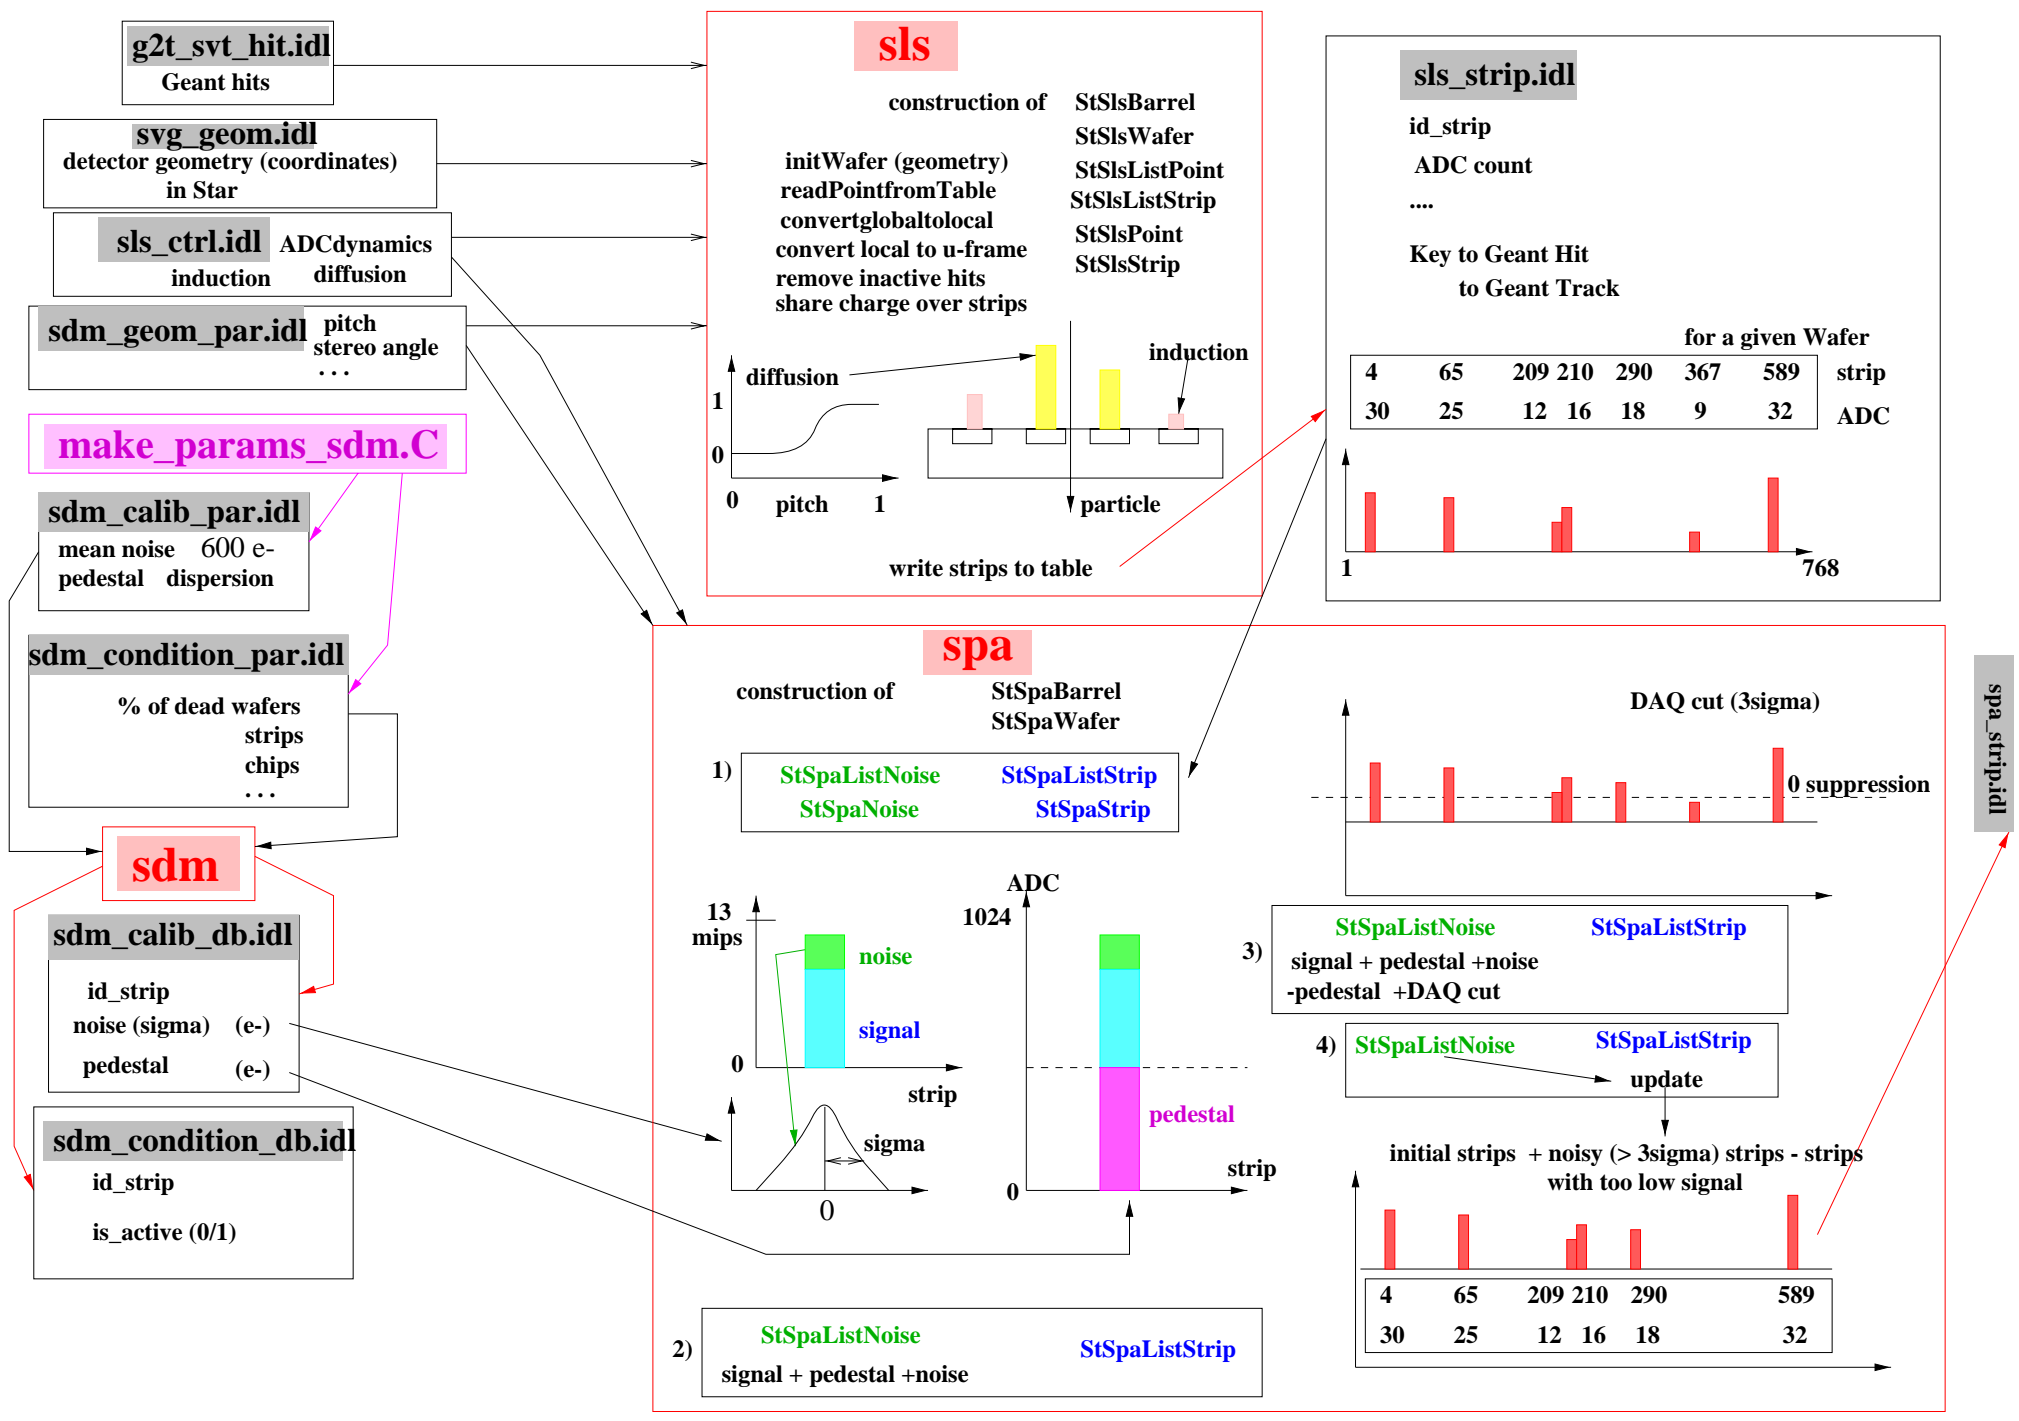 g2t_svt_hit.idl
Geant hits
svg_geom.idl
detector geometry (coordinates)
in Star
sls_ctrl.idl ADCdynamics
induction diffusion
sdm_geom_par.idl pitch
stereo angle
. . .
make_params_sdm.C
sdm_calib_par.idl
mean noise 600 e-
pedestal dispersion
sdm_condition_par.idl
% of dead wafers
strips
chips
. . .
sdm
sdm_calib_db.idl
id_strip
noise (sigma) (e-)
pedestal (e-)
sdm_condition_db.idl
id_strip
is_active (0/1)
sls
construction of StSlsBarrel
StSlsWafer
StSlsListPoint
StSlsListStrip
StSlsPoint
StSlsStrip
initWafer (geometry)
readPointfromTable
convertglobaltolocal
convert local to u-frame
remove inactive hits
share charge over strips
diffusion
induction
1
0
0 pitch 1
particle
write strips to table
sls_strip.idl
id_strip
ADC count
....
Key to Geant Hit
to Geant Track
for a given Wafer
4 65 209 210 290 367 589 strip
30 25 12 16 18 9 32 ADC
1 768
spa
construction of StSpaBarrel
StSpaWafer
1) StSpaListNoise StSpaListStrip
StSpaNoise StSpaStrip
13
mips
noise
signal
0
strip
sigma
0
ADC
1024
pedestal
strip
0
2) StSpaListNoise StSpaListStrip
signal + pedestal +noise
DAQ cut (3sigma)
0 suppression
3) StSpaListNoise StSpaListStrip
signal + pedestal +noise
-pedestal +DAQ cut
4) StSpaListNoise StSpaListStrip
update
initial strips + noisy (> 3sigma) strips - strips
with too low signal
4 65 209 210 290 589
30 25 12 16 18 32
spa_strip.idl